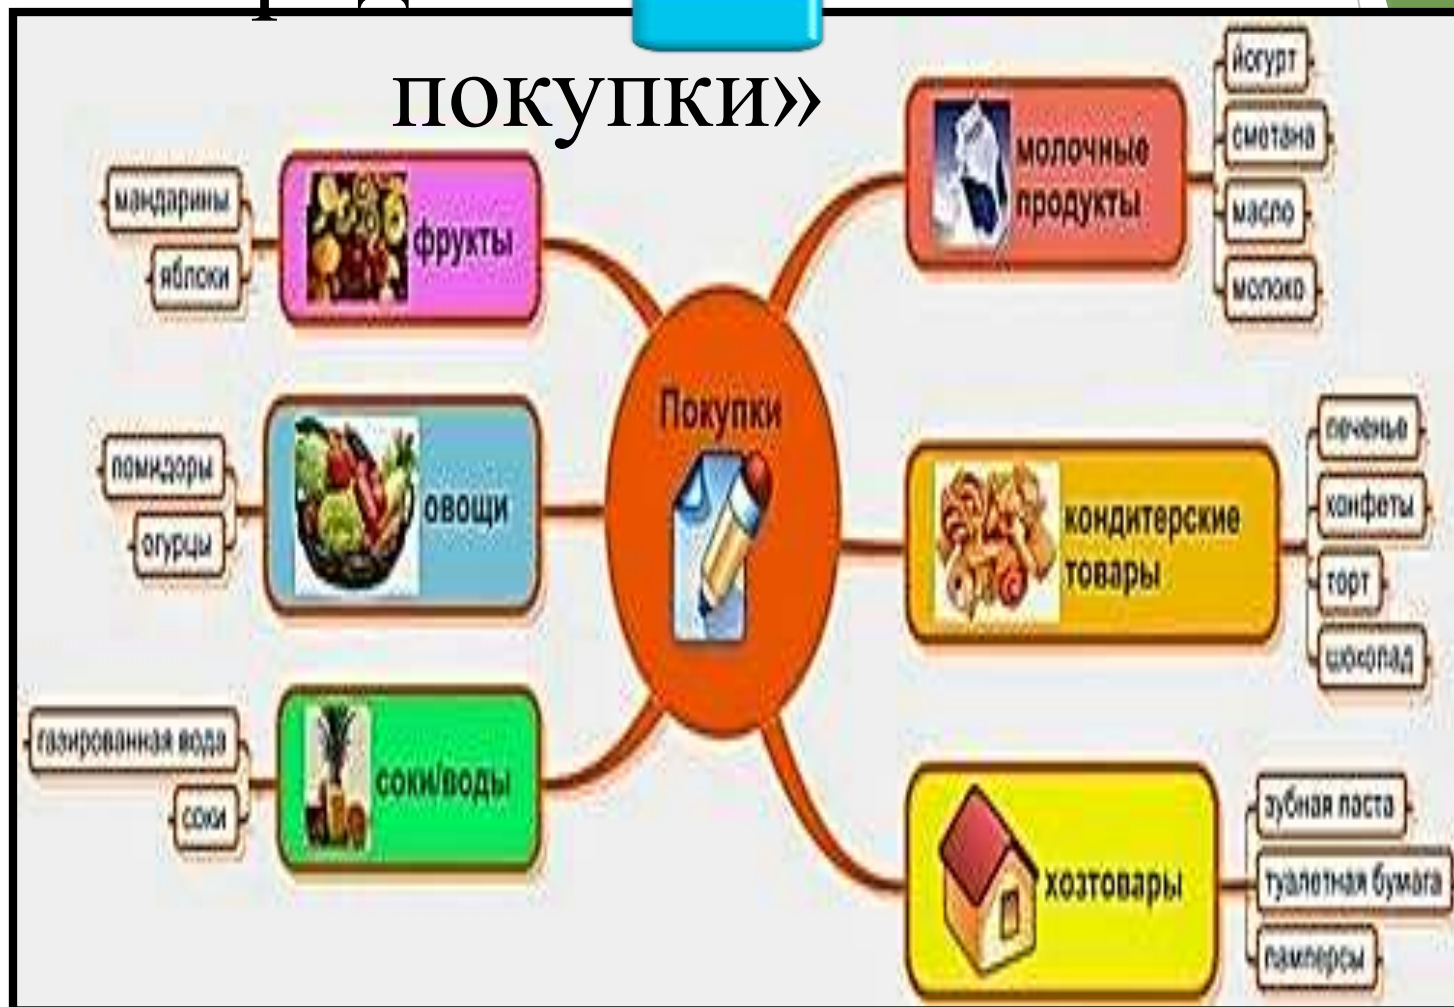 покупки»
йогурт
сметана
масло
молоко
молочные
продукты
мандарины
яблоки
фрукты
Покупки
помидоры
огурцы
овощи
печенье
конфеты
торт
шоколад
кондитерские
товары
газированная вода
соки
соки/воды
зубная паста
туалетная бумага
памперсы
хозтовары